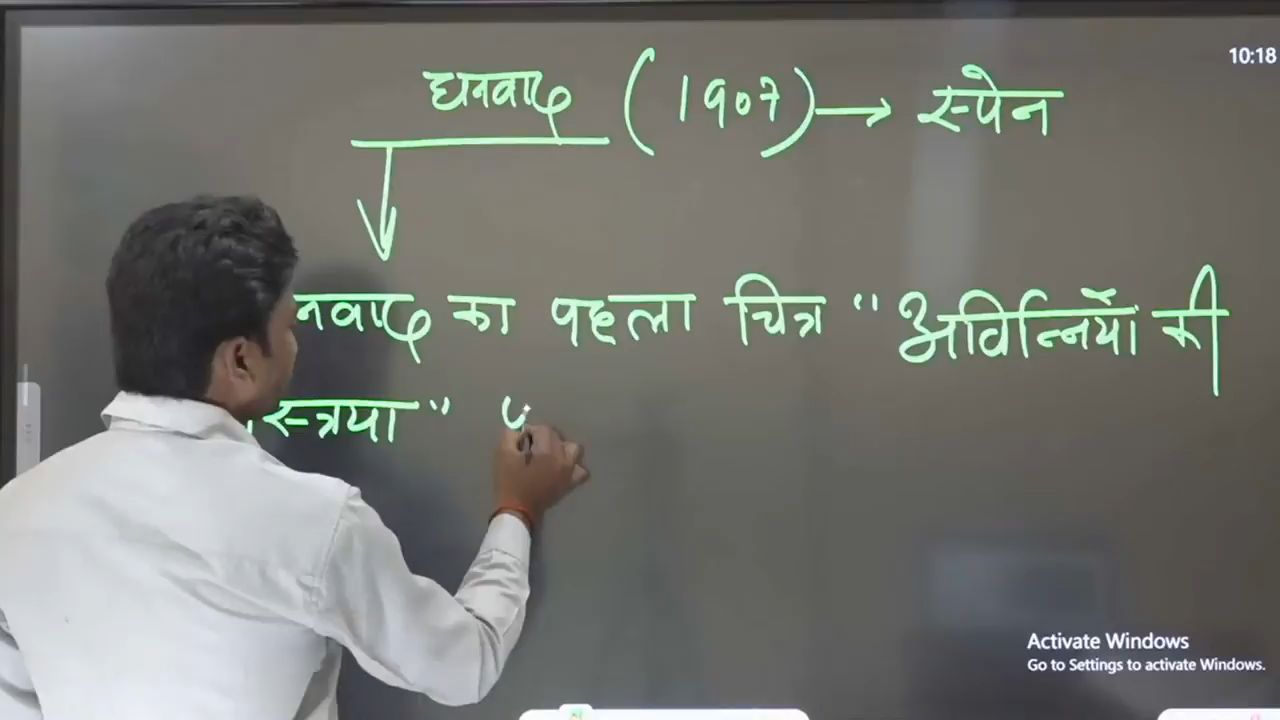 10:18
घनवाद (1907) → स्पेन
नवाद का पहला चित्र "अविन्नियों की
स्त्रया"
Activate Windows
Go to Settings to activate Windows.